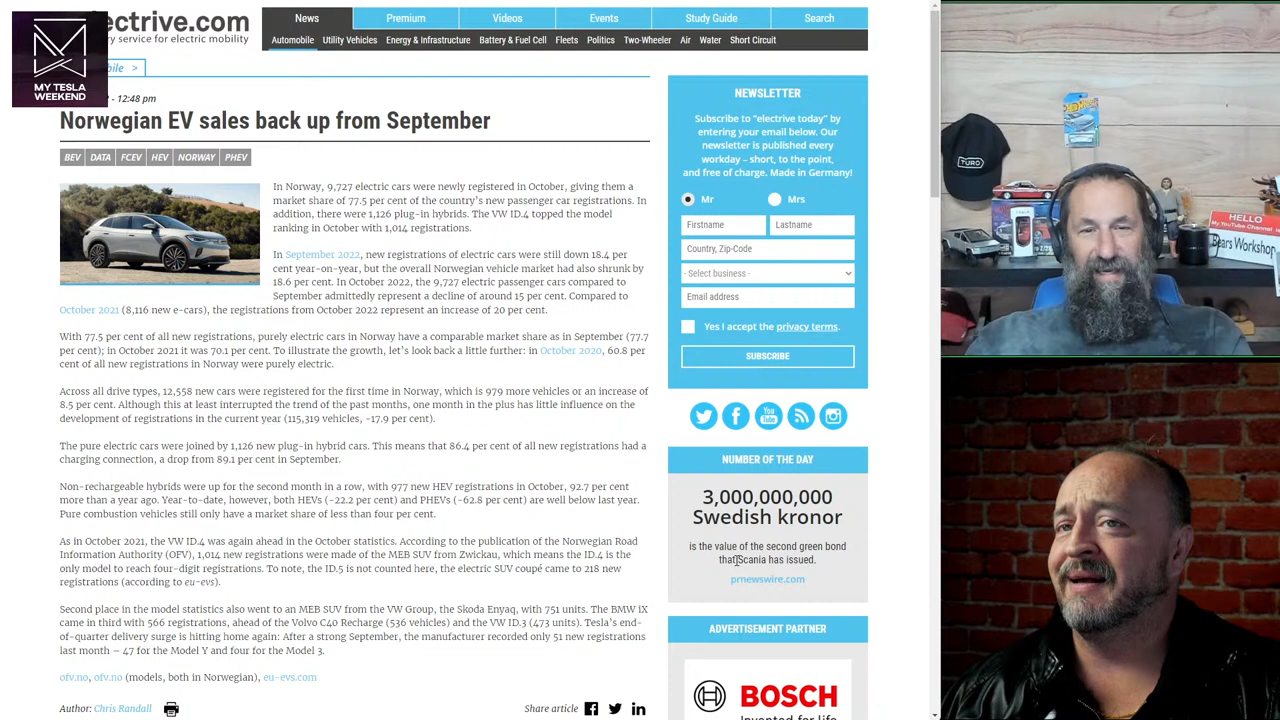 ectrive.com
ry service for electric mobility
News
Premium
Videos
Events
Study Guide
Search
Automobile
Utility Vehicles
Energy & Infrastructure
Battery & Fuel Cell
Fleets
Politics
Two-Wheeler
Air
Water
Short Circuit
MY TESLA
WEEKEND
bile >
- 12:48 pm
Norwegian EV sales back up from September
BEV
DATA
FCEV
HEV
NORWAY
PHEV
In Norway, 9,727 electric cars were newly registered in October, giving them a
market share of 77.5 per cent of the country's new passenger car registrations. In
addition, there were 1,126 plug-in hybrids. The VW ID.4 topped the model
ranking in October with 1,014 registrations.
In September 2022, new registrations of electric cars were still down 18.4 per
cent year-on-year, but the overall Norwegian vehicle market had also shrunk by
18.6 per cent. In October 2022, the 9,727 electric passenger cars compared to
September admittedly represent a decline of around 15 per cent. Compared to
October 2021 (8,116 new e-cars), the registrations from October 2022 represent an increase of 20 per cent.
With 77.5 per cent of all new registrations, purely electric cars in Norway have a comparable market share as in September (77.7
per cent); in October 2021 it was 70.1 per cent. To illustrate the growth, let's look back a little further: in October 2020, 60.8 per
cent of all new registrations in Norway were purely electric.
Across all drive types, 12,558 new cars were registered for the first time in Norway, which is 979 more vehicles or an increase of
8.5 per cent. Although this at least interrupted the trend of the past months, one month in the plus has little influence on the
development of registrations in the current year (115,319 vehicles, -17.9 per cent).
The pure electric cars were joined by 1,126 new plug-in hybrid cars. This means that 86.4 per cent of all new registrations had a
charging connection, a drop from 89.1 per cent in September.
Non-rechargeable hybrids were up for the second month in a row, with 977 new HEV registrations in October, 92.7 per cent
more than a year ago. Year-to-date, however, both HEVs (-22.2 per cent) and PHEVs (-62.8 per cent) are well below last year.
Pure combustion vehicles still only have a market share of less than four per cent.
As in October 2021, the VW ID.4 was again ahead in the October statistics. According to the publication of the Norwegian Road
Information Authority (OFV), 1,014 new registrations were made of the MEB SUV from Zwickau, which means the ID.4 is the
only model to reach four-digit registrations. To note, the ID.5 is not counted here, the electric SUV coupé came to 218 new
registrations (according to eu-evs).
Second place in the model statistics also went to an MEB SUV from the VW Group, the Skoda Enyaq, with 751 units. The BMW iX
came in third with 566 registrations, ahead of the Volvo C40 Recharge (536 vehicles) and the VW ID.3 (473 units). Tesla's end-
of-quarter delivery surge is hitting home again: After a strong September, the manufacturer recorded only 51 new registrations
last month – 47 for the Model Y and four for the Model 3.
ofv.no, ofv.no (models, both in Norwegian), eu-evs.com
Author: Chris Randall
Share article
NEWSLETTER
Subscribe to "electrive today" by
entering your email below. Our
newsletter is published every
workday – short, to the point,
and free of charge. Made in Germany!
Mr
Mrs
Firstname
Lastname
Country, Zip-Code
- Select business -
Email address
Yes I accept the privacy terms.
SUBSCRIBE
You
Tube
NUMBER OF THE DAY
3,000,000,000
Swedish kronor
is the value of the second green bond
that Scania has issued.
prnewswire.com
ADVERTISEMENT PARTNER
BOSCH
Invented for life
TURO
HELLO
My YouTube Channel is
Bears Workshop